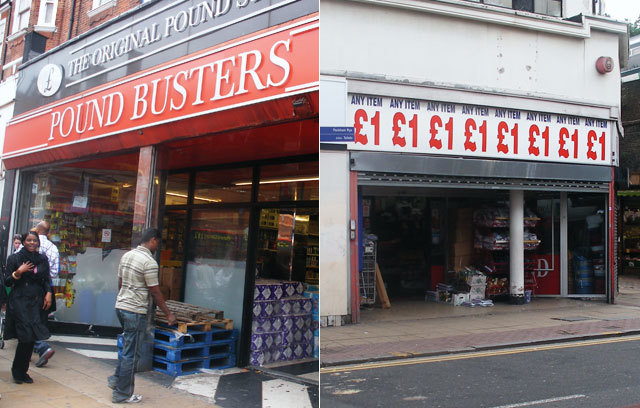 THE ORIGINAL POUND
POUND BUSTERS
ANY ITEM ANY ITEM ANY ITEM ANY ITEM ANY ITEM ANY ITEM ANY ITEM ANY ITEM
£1 £1 £1 £1 £1 £1 £1 £1